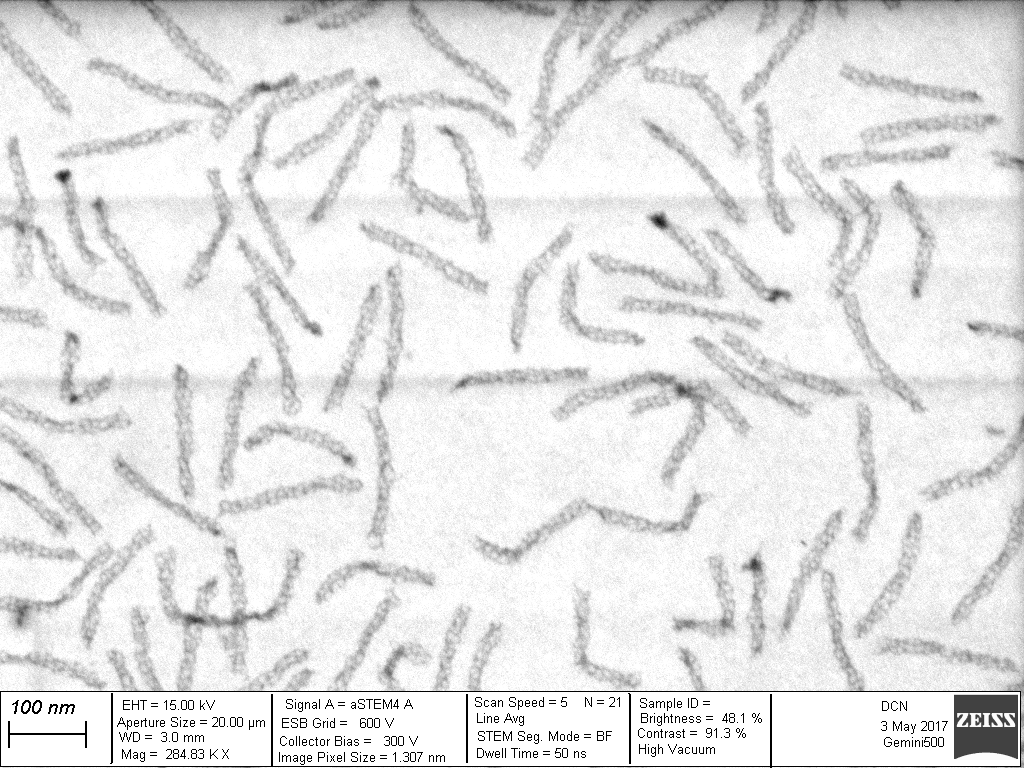 100 nm
EHT = 15.00 kV
Aperture Size = 20.00 µm
WD = 3.0 mm
Mag = 284.83 K X
Signal A = aSTEM4 A
ESB Grid = 600 V
Collector Bias = 300 V
Image Pixel Size = 1.307 nm
Scan Speed = 5 N = 21
Line Avg
STEM Seg. Mode = BF
Dwell Time = 50 ns
Sample ID =
Brightness = 48.1 %
Contrast = 91.3 %
High Vacuum
DCN
3 May 2017
Gemini500
ZEISS